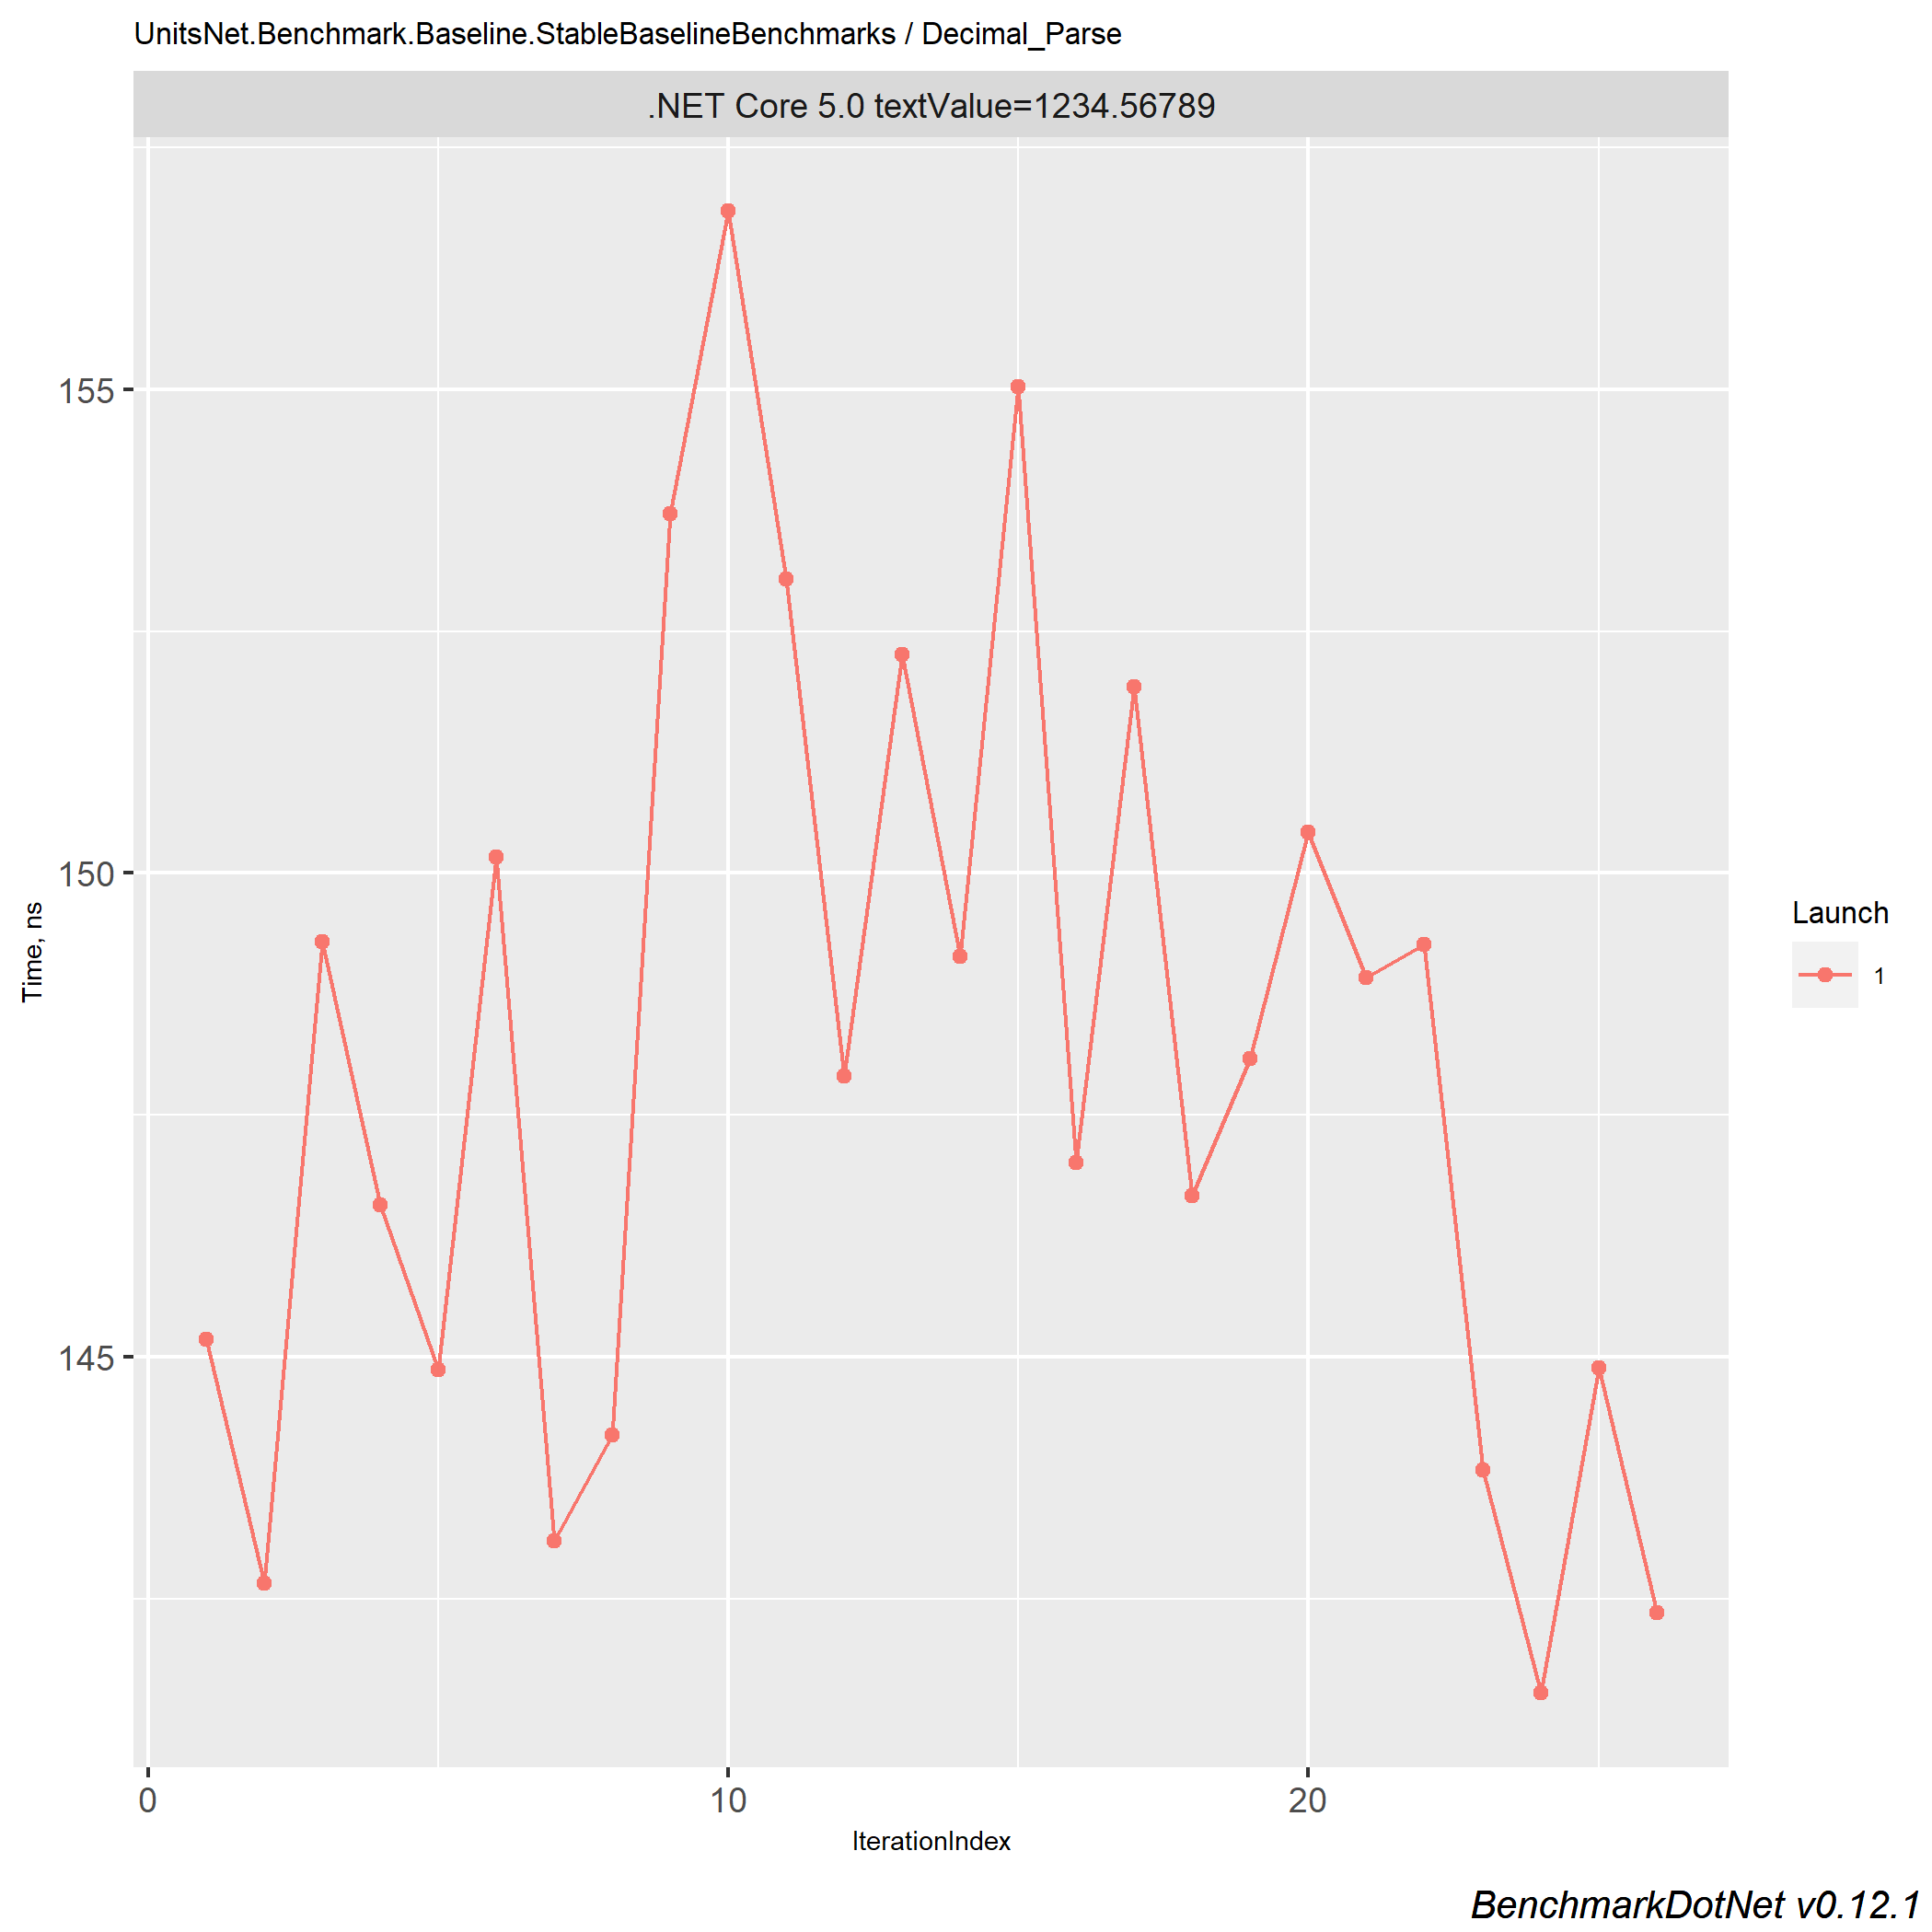 UnitsNet.Benchmark.Baseline.StableBaselineBenchmarks / Decimal_Parse
.NET Core 5.0 textValue=1234.56789
155
150
145
Time, ns
0 10 20
IterationIndex
Launch
1
BenchmarkDotNet v0.12.1